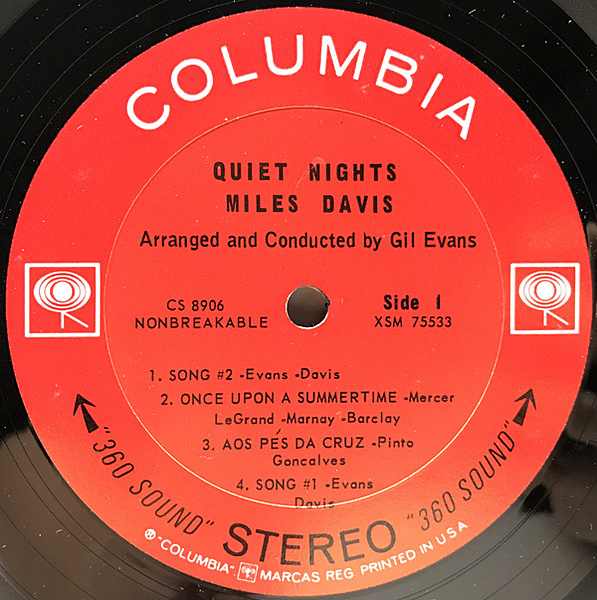 COLUMBIA
QUIET NIGHTS
MILES DAVIS
Arranged and Conducted by Gil Evans
CS 8906
NONBREAKABLE
Side 1
XSM 75533
1. SONG #2 -Evans -Davis
2. ONCE UPON A SUMMERTIME -Mercer
LeGrand -Marnay -Barclay
3. AOS PÉS DA CRUZ -Pinto
Goncalves
4. SONG #1 -Evans
Davis
"360 SOUND" STEREO "360 SOUND"
® "COLUMBIA". MARCAS REG. PRINTED IN U.S.A.